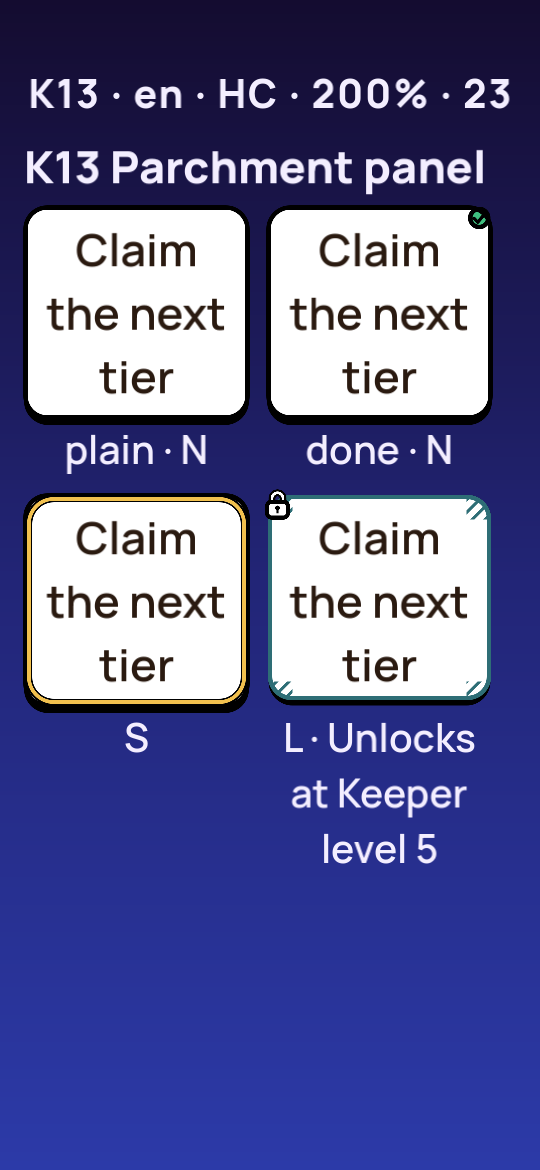 K13 · en · HC · 200% · 23
K13 Parchment panel
Claim
the next
tier
Claim
the next
tier
plain · N
done · N
Claim
the next
tier
Claim
the next
tier
S
L · Unlocks
at Keeper
level 5